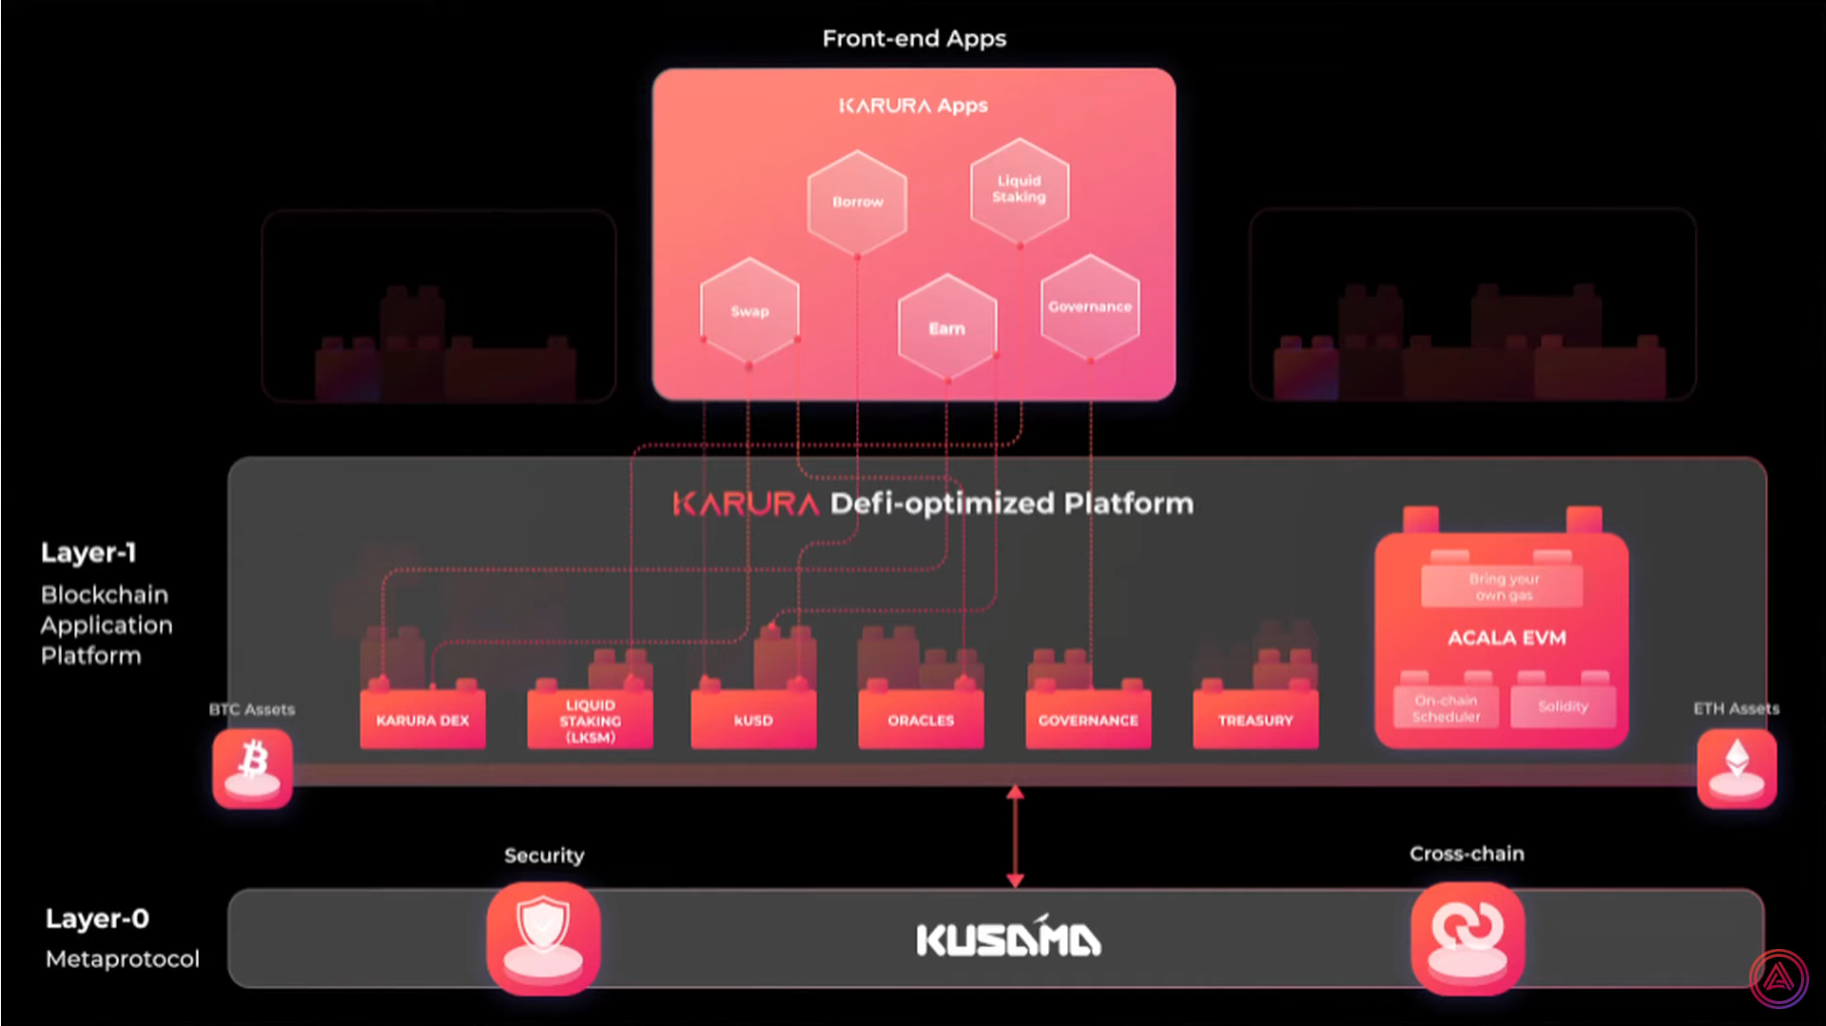 Front-end Apps
KARURA Apps
Borrow
Liquid
Staking
Swap
Earn
Governance
KARURA Defi-optimized Platform
Layer-1
Blockchain
Application
Platform
Bring your
own gas
ACALA EVM
On-chain
Scheduler
Solidity
BTC Assets
KARURA DEX
LIQUID
STAKING
(LKSM)
kUSD
ORACLES
GOVERNANCE
TREASURY
ETH Assets
Security
Cross-chain
Layer-0
Metaprotocol
KUSAMA